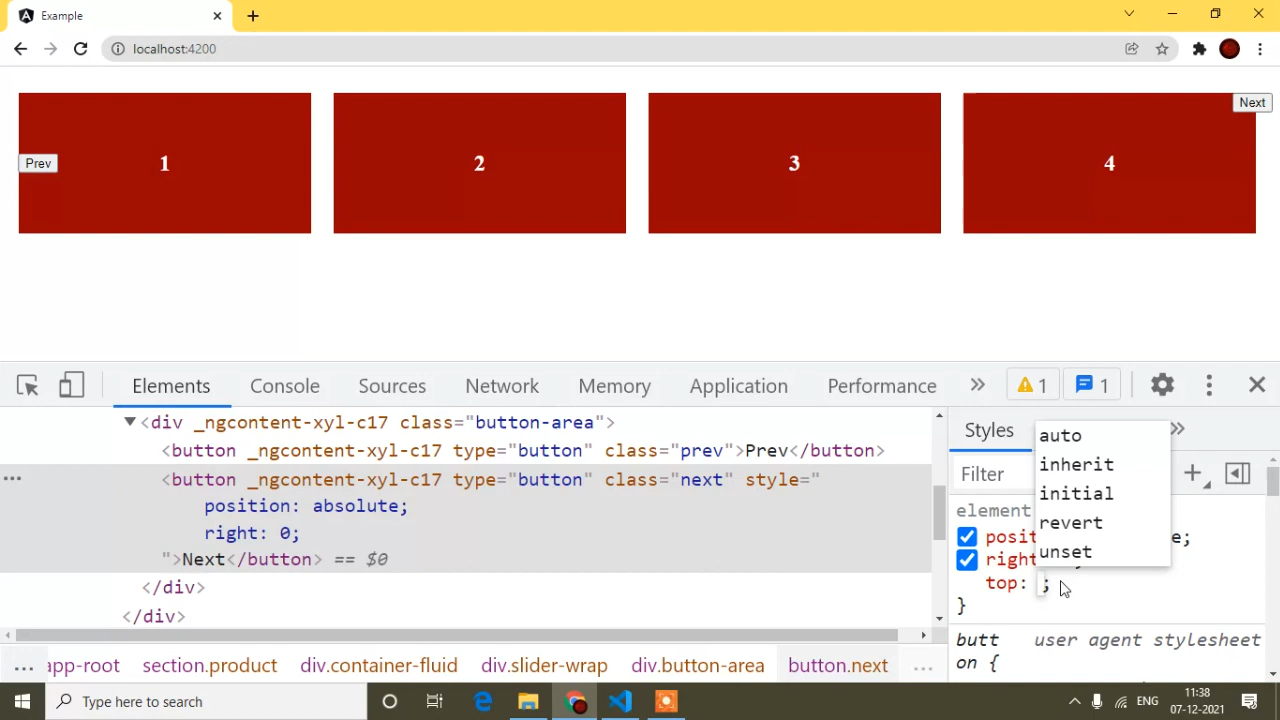 Example
localhost:4200
Next
Prev
1
2
3
4
Elements
Console
Sources
Network
Memory
Application
Performance
1
1
<div _ngcontent-xyl-c17 class="button-area">
<button _ngcontent-xyl-c17 type="button" class="prev">Prev</button>
<button _ngcontent-xyl-c17 type="button" class="next" style="
position: absolute;
right: 0;
">Next</button> == $0
</div>
</div>
Styles
Filter
auto
inherit
initial
revert
unset
element
posit e;
right
top: ;
}
butt user agent stylesheet
on {
... app-root section.product div.container-fluid div.slider-wrap div.button-area button.next ...
Type here to search
ENG
11:38
07-12-2021